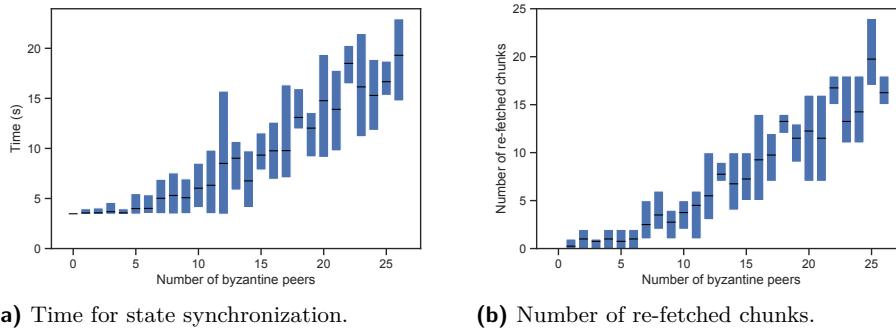 20
15
10
5
0
Time (s)
0 5 10 15 20 25
Number of byzantine peers
a) Time for state synchronization.
25
20
15
10
5
0
Number of re-fetched chunks
0 5 10 15 20 25
Number of byzantine peers
(b) Number of re-fetched chunks.